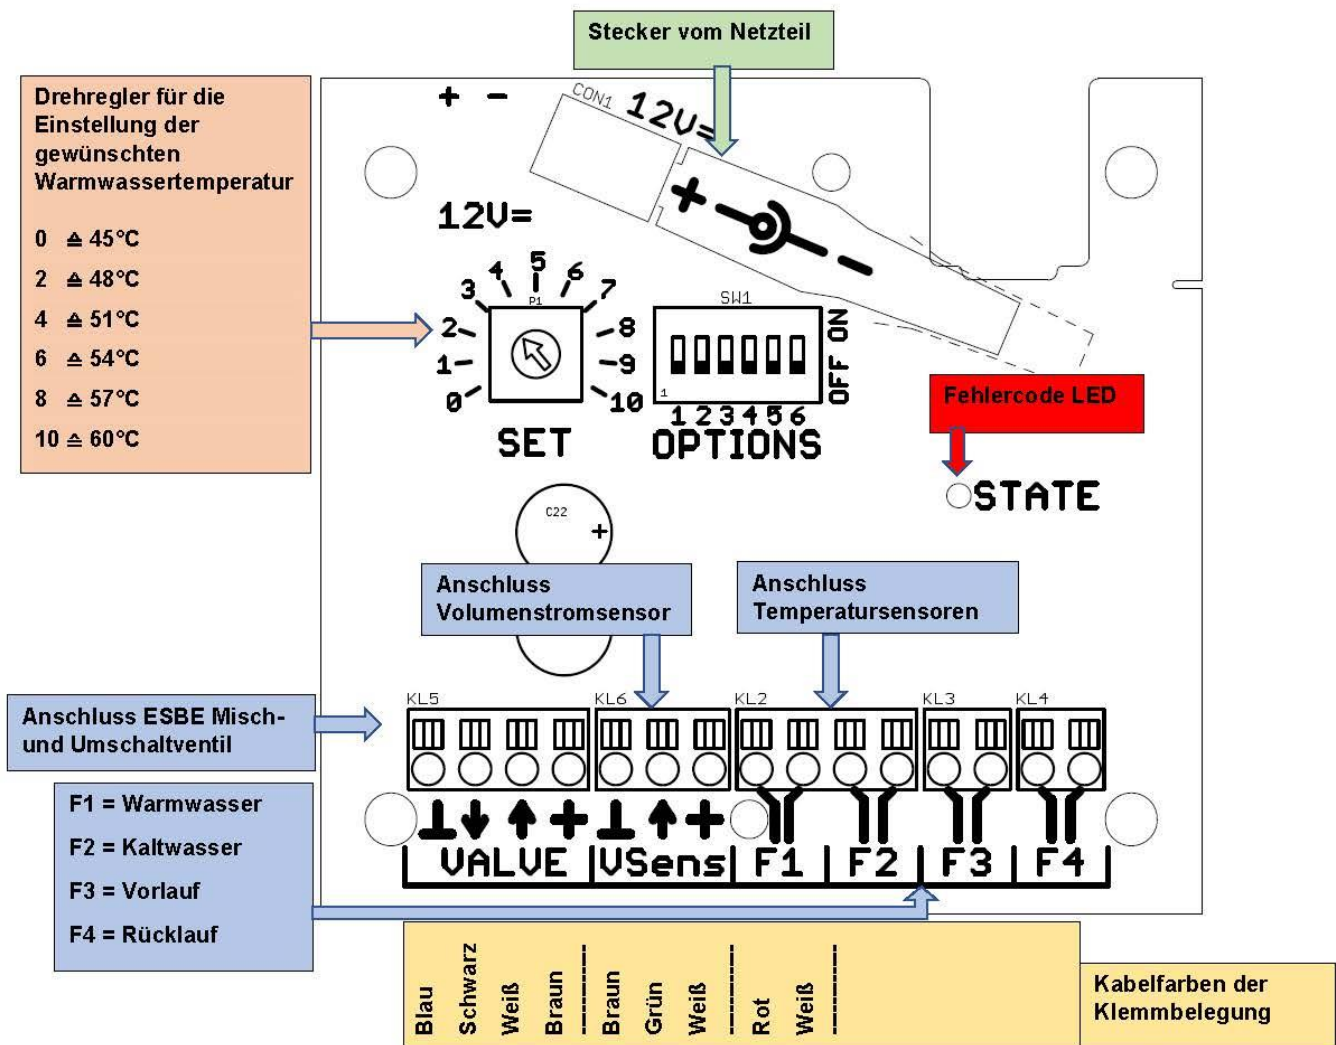 Stecker vom Netzteil
Drehregler für die
Einstellung der
gewünschten
Warmwassertemperatur
0 ≙ 45°C
2 ≙ 48°C
4 ≙ 51°C
6 ≙ 54°C
8 ≙ 57°C
10 ≙ 60°C
+ -
CON1
12V=
+ -
12V=
0 1 2 3 4 5 6 7 8 9 10
P1
SET
SW1
1
1 2 3 4 5 6
OFF ON
OPTIONS
Fehlercode LED
STATE
C22
+
Anschluss
Volumenstromsensor
Anschluss
Temperatursensoren
Anschluss ESBE Misch-
und Umschaltventil
KL5 KL6 KL2 KL3 KL4
VALVE VSens F1 F2 F3 F4
F1 = Warmwasser
F2 = Kaltwasser
F3 = Vorlauf
F4 = Rücklauf
Blau
Schwarz
Weiß
Braun
Braun
Grün
Weiß
Rot
Weiß
Kabelfarben der
Klemmbelegung